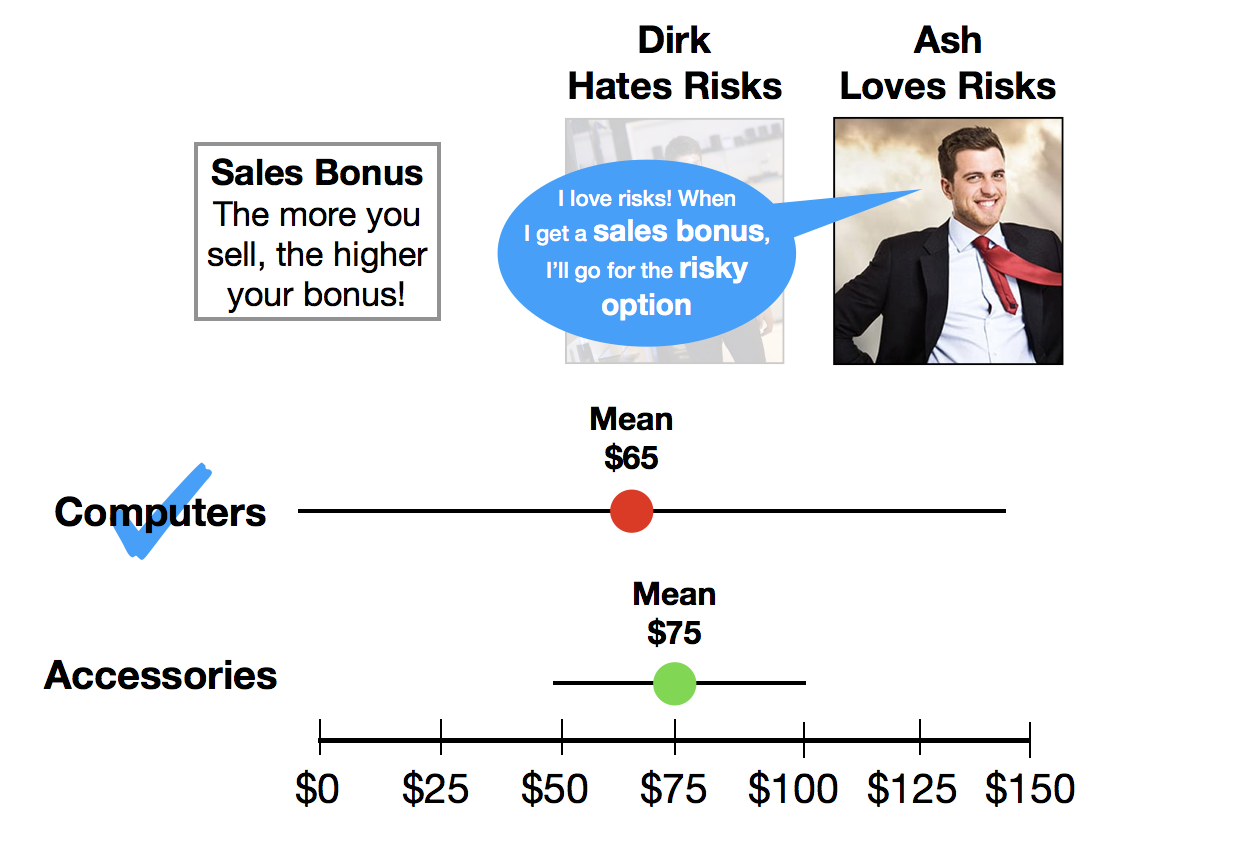 Dirk
Hates Risks
Ash
Loves Risks
Sales Bonus
The more you
sell, the higher
your bonus!
I love risks! When
I get a sales bonus,
I'll go for the risky
option
Mean
$65
Computers
Mean
$75
Accessories
$0 $25 $50 $75 $100 $125 $150